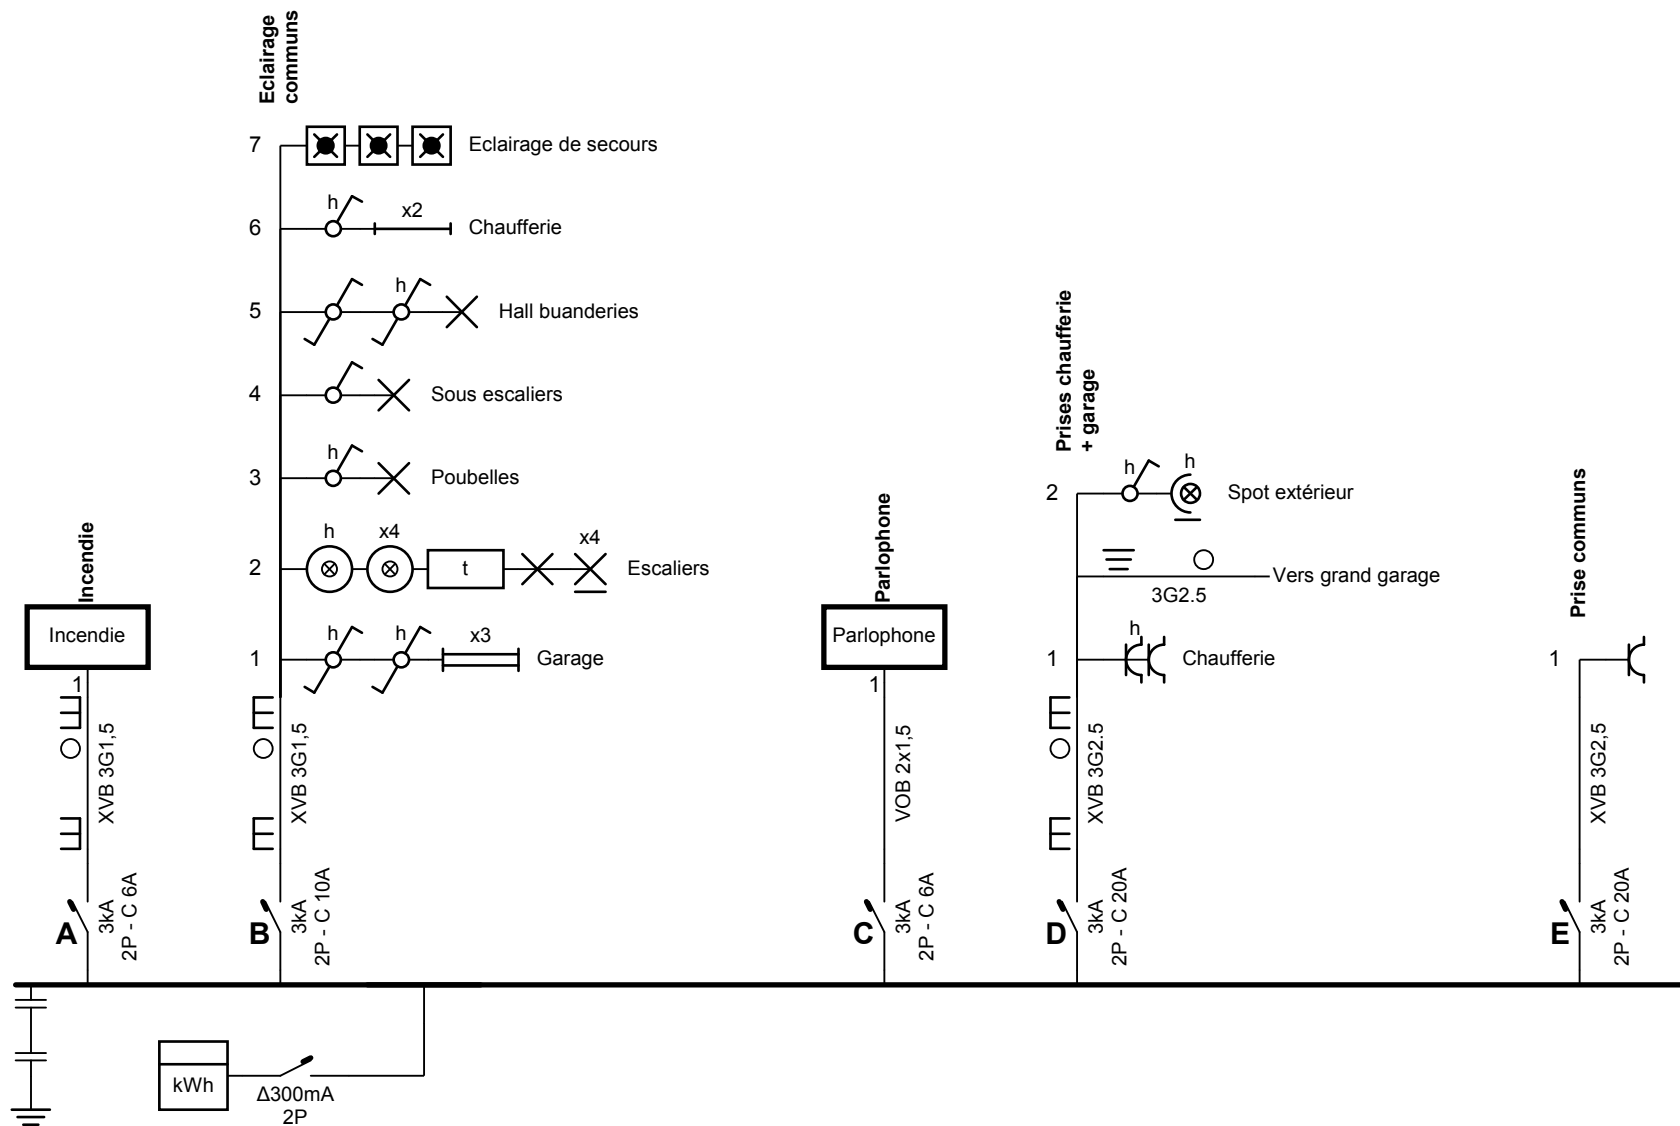 Eclairage
communs
7
Eclairage de secours
6
h
x2
Chaufferie
5
h
Hall buanderies
4
Sous escaliers
3
h
Poubelles
2
h
x4
t
x4
Escaliers
1
h
h
x3
Garage
XVB 3G1,5
3kA
2P - C 10A
B
Incendie
Incendie
1
XVB 3G1,5
3kA
2P - C 6A
A
Parlophone
Parlophone
1
VOB 2x1,5
3kA
2P - C 6A
C
Prises chaufferie
+ garage
2
h
h
Spot extérieur
Vers grand garage
3G2.5
1
h
Chaufferie
XVB 3G2.5
3kA
2P - C 20A
D
Prise communs
1
XVB 3G2,5
3kA
2P - C 20A
E
kWh
Δ300mA
2P